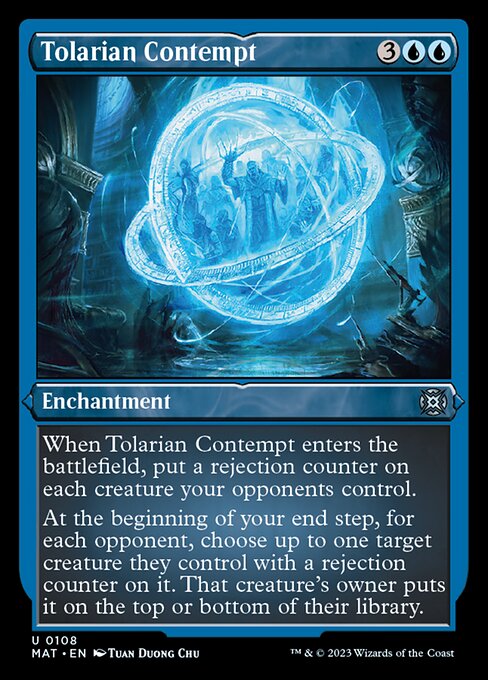 Tolarian Contempt 3
Enchantment
When Tolarian Contempt enters the
battlefield, put a rejection counter on
each creature your opponents control.
At the beginning of your end step, for
each opponent, choose up to one target
creature they control with a rejection
counter on it. That creature's owner puts
it on the top or bottom of their library.
U 0108
MAT • EN Tuan Duong Chu
™ & © 2023 Wizards of the Coast